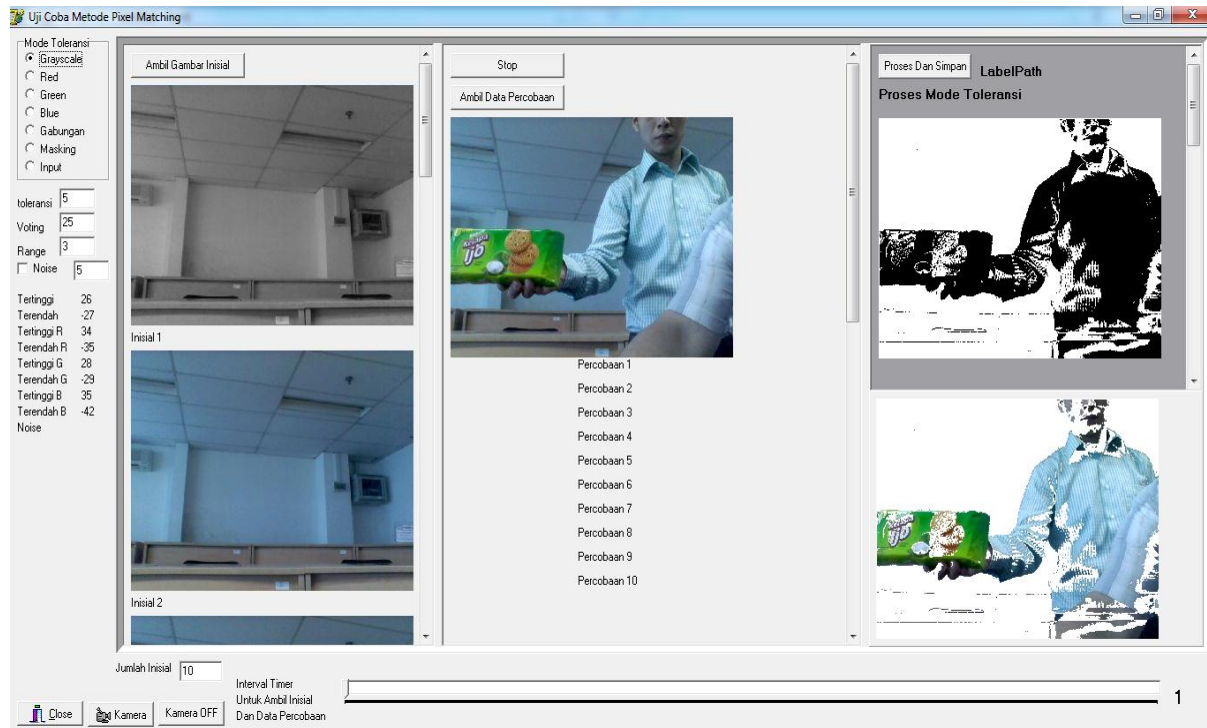 Uji Coba Metode Pixel Matching
Mode Toleransi
Grayscale
Red
Green
Blue
Gabungan
Masking
Input
toleransi 5
Voting 25
Range 3
Noise 5
Tertinggi 26
Terendah -27
Tertinggi R 34
Terendah R -35
Tertinggi G 28
Terendah G -29
Tertinggi B 35
Terendah B -42
Noise
Ambil Gambar Inisial
Inisial 1
Inisial 2
Stop
Ambil Data Percobaan
Kelapa
Ijo
Percobaan 1
Percobaan 2
Percobaan 3
Percobaan 4
Percobaan 5
Percobaan 6
Percobaan 7
Percobaan 8
Percobaan 9
Percobaan 10
Proses Dan Simpan LabelPath
Proses Mode Toleransi
Ijo
Jumlah Inisial 10
Interval Timer
Untuk Ambil Inisial
Dan Data Percobaan
1
Close Kamera Kamera OFF